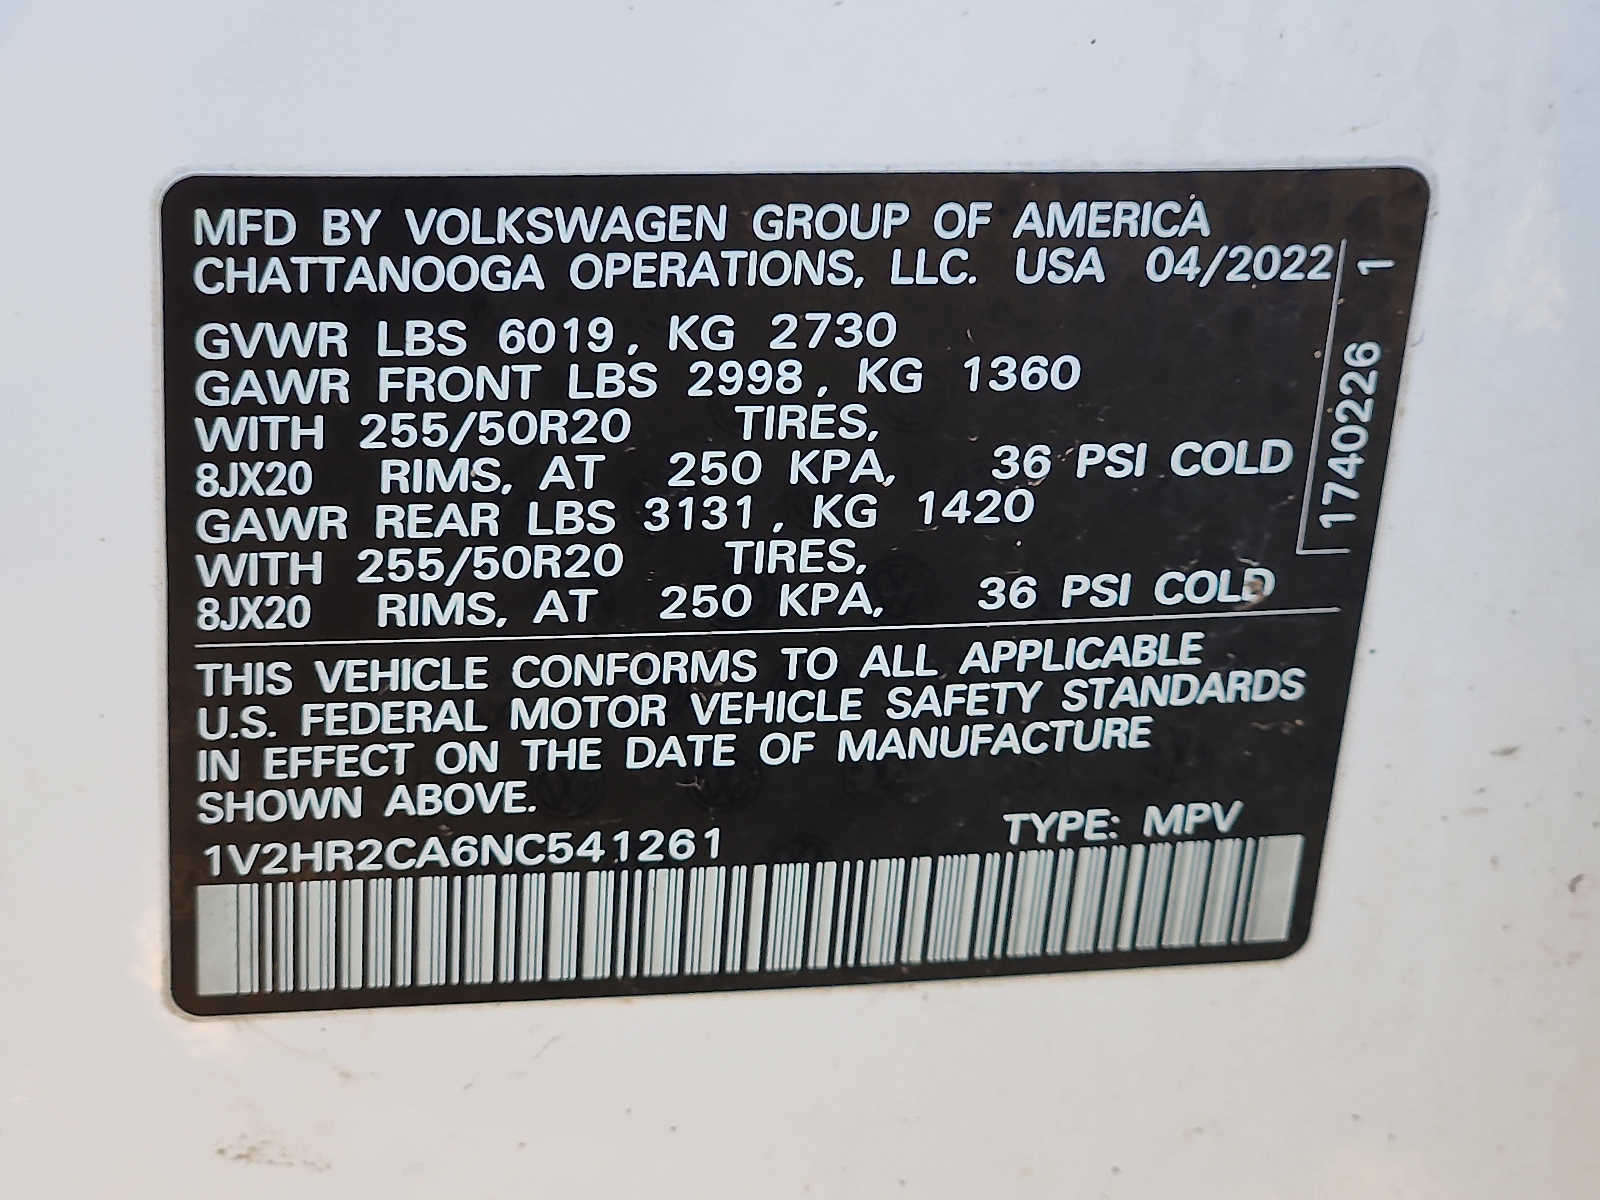 MFD BY VOLKSWAGEN GROUP OF AMERICA
CHATTANOOGA OPERATIONS, LLC. USA 04/2022
GVWR LBS 6019, KG 2730
GAWR FRONT LBS 2998, KG 1360
WITH 255/50R20 TIRES,
8JX20 RIMS, AT 250 KPA, 36 PSI COLD
GAWR REAR LBS 3131, KG 1420
WITH 255/50R20 TIRES,
8JX20 RIMS, AT 250 KPA, 36 PSI COLD
1740226 1
THIS VEHICLE CONFORMS TO ALL APPLICABLE
U.S. FEDERAL MOTOR VEHICLE SAFETY STANDARDS
IN EFFECT ON THE DATE OF MANUFACTURE
SHOWN ABOVE.
1V2HR2CA6NC541261 TYPE: MPV